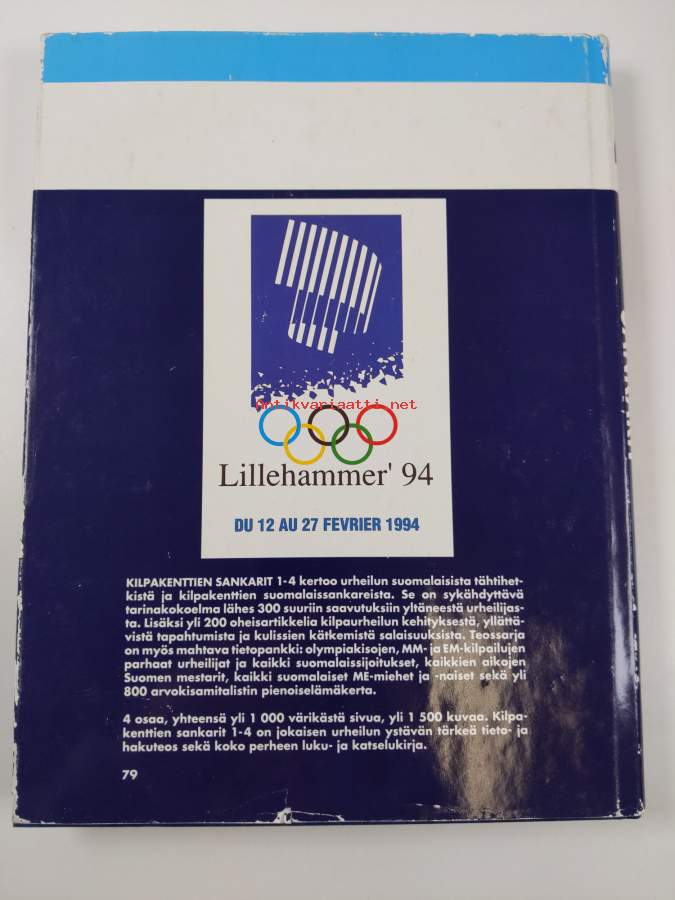 Antikvariaatti.net
Lillehammer' 94
DU 12 AU 27 FEVRIER 1994
KILPAKENTTIEN SANKARIT 1-4 kertoo urheilun suomalaisista tähtihet-
kistä ja kilpakenttien suomalaissankareista. Se on sykähdyttävä
tarinakokoelma lähes 300 suuriin saavutuksiin yltäneestä urheilijas-
ta. Lisäksi yli 200 oheisartikkelia kilpaurheilun kehityksestä, yllättä-
vistä tapahtumista ja kulissien kätkemistä salaisuuksista. Teossarja
on myös mahtava tietopankki: olympiakisojen, MM- ja EM-kilpailujen
parhaat urheilijat ja kaikki suomalaissijoitukset, kaikkien aikojen
Suomen mestarit, kaikki suomalaiset ME-miehet ja -naiset sekä yli
800 arvokisamitalistin pienoiselämäkerta.
4 osaa, yhteensä yli 1 000 värikästä sivua, yli 1 500 kuvaa. Kilpa-
kenttien sankarit 1-4 on jokaisen urheilun ystävän tärkeä tieto- ja
hakuteos sekä koko perheen luku- ja katselukirja.
79